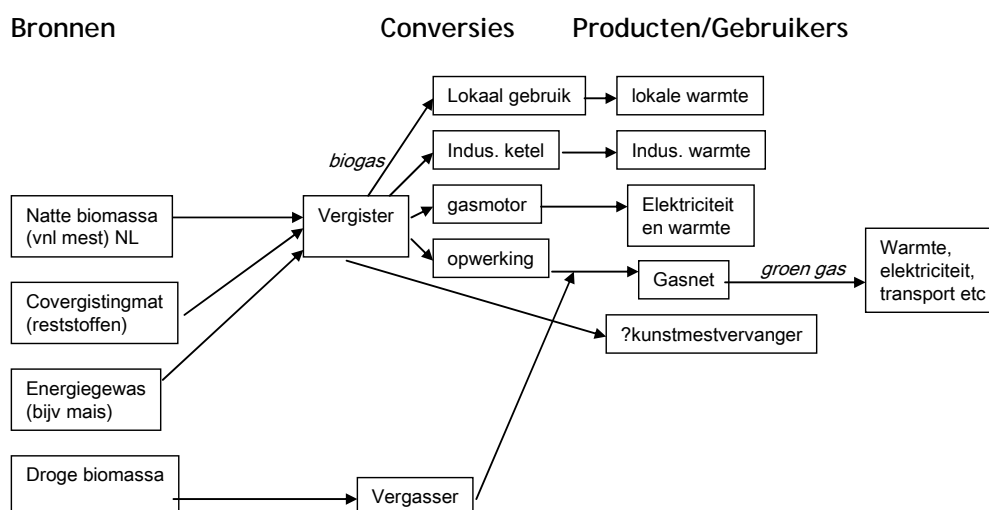 Bronnen Conversies Producten/Gebruikers
Lokaal gebruik
lokale warmte
biogas
Indus. ketel
Indus. warmte
Natte biomassa
(vnl mest) NL
Vergister
gasmotor
Elektriciteit
en warmte
opwerking
Gasnet
groen gas
Warmte,
elektriciteit,
transport etc
Covergistingmat
(reststoffen)
?kunstmestvervanger
Energiegewas
(bijv mais)
Droge biomassa
Vergasser